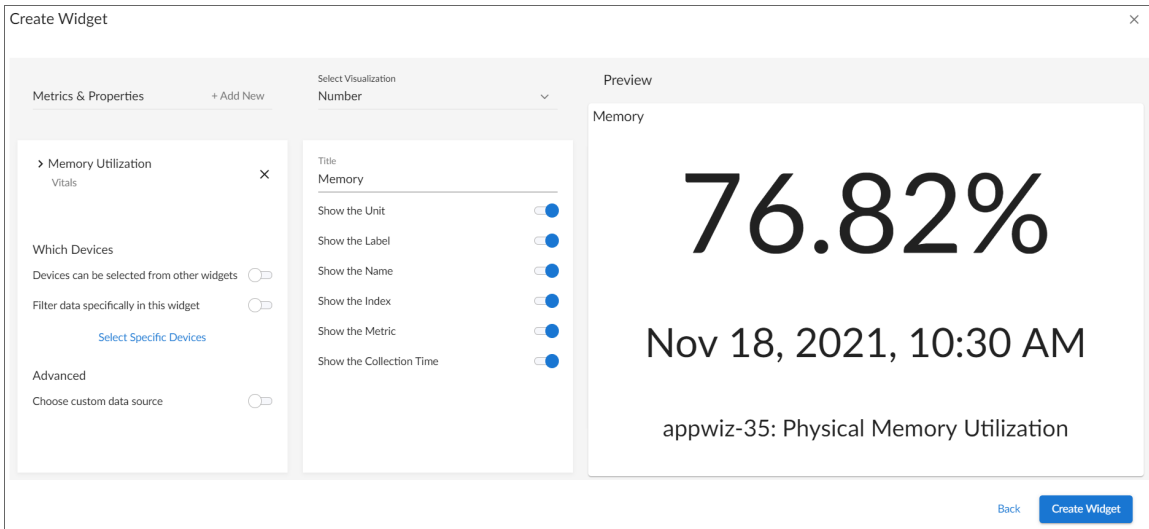 Create Widget
Metrics & Properties
+ Add New
Memory Utilization
Vitals
Which Devices
Devices can be selected from other widgets
Filter data specifically in this widget
Select Specific Devices
Advanced
Choose custom data source
Select Visualization
Number
Title
Memory
Show the Unit
Show the Label
Show the Name
Show the Index
Show the Metric
Show the Collection Time
Preview
Memory
76.82%
Nov 18, 2021, 10:30 AM
appwiz-35: Physical Memory Utilization
Back
Create Widget